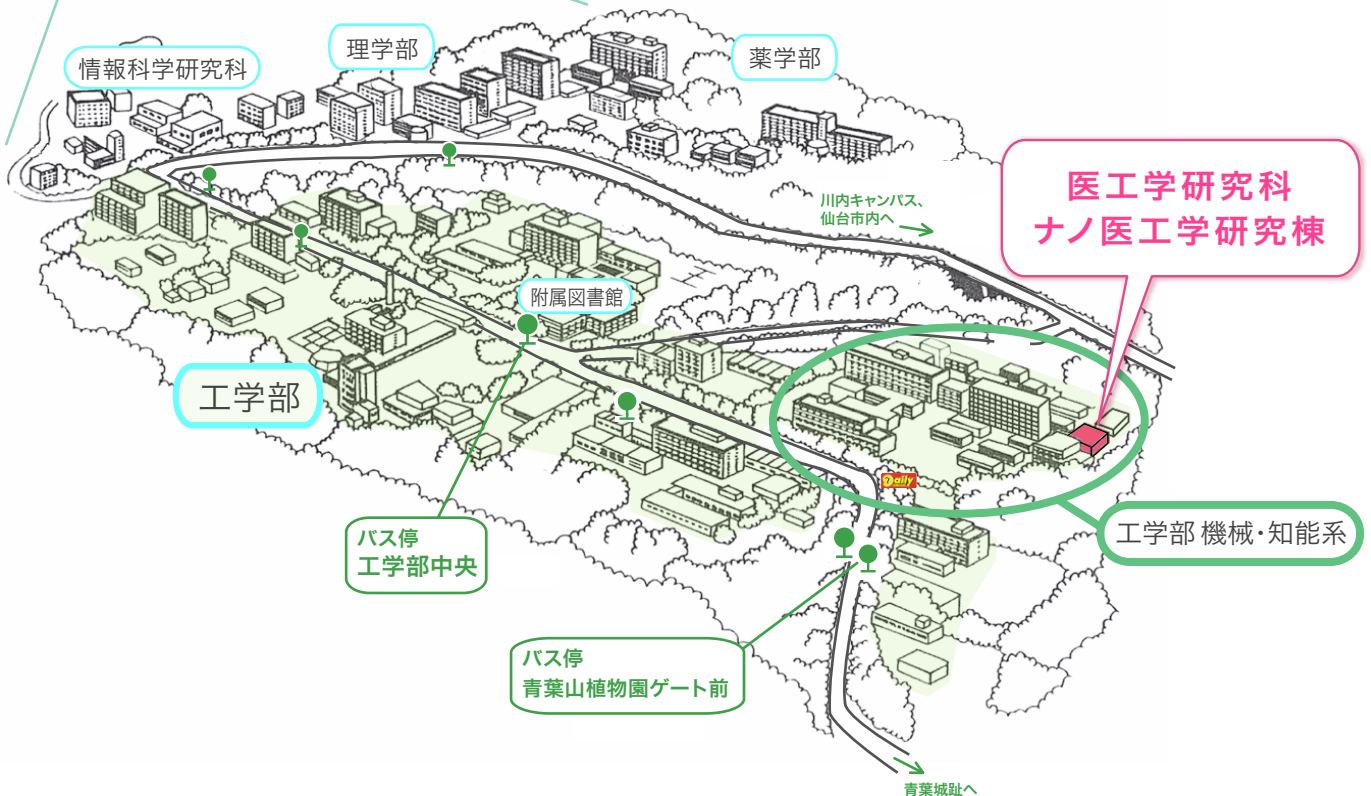 理学部
薬学部
情報科学研究科
医工学研究科
ナノ医工学研究棟
川内キャンパス、
仙台市内へ
附属図書館
工学部
Daily
工学部 機械・知能系
バス停
工学部中央
バス停
青葉山植物園ゲート前
青葉城趾へ